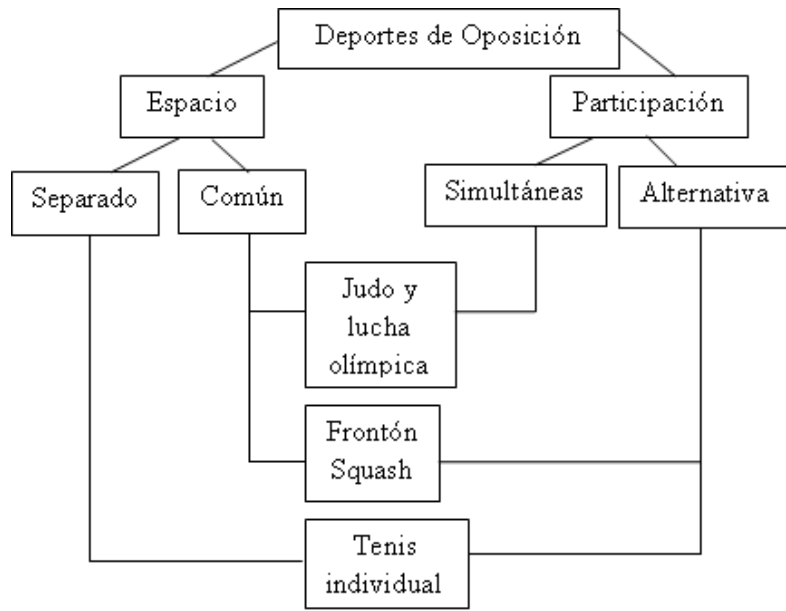 Deportes de Oposición
Espacio
Participación
Separado
Común
Simultáneas
Alternativa
Judo y
lucha
olímpica
Frontón
Squash
Tenis
individual